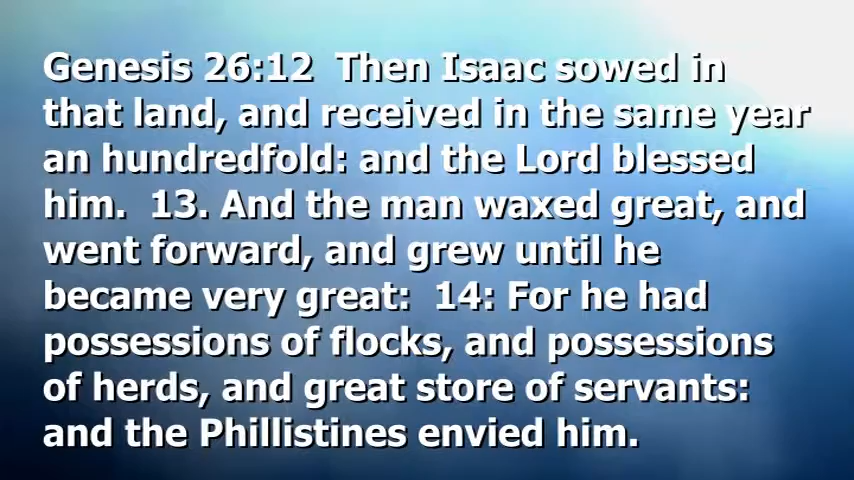 Genesis 26:12  Then Isaac sowed in
that land, and received in the same year
an hundredfold: and the Lord blessed
him.  13. And the man waxed great, and
went forward, and grew until he
became very great:  14: For he had
possessions of flocks, and possessions
of herds, and great store of servants:
and the Phillistines envied him.